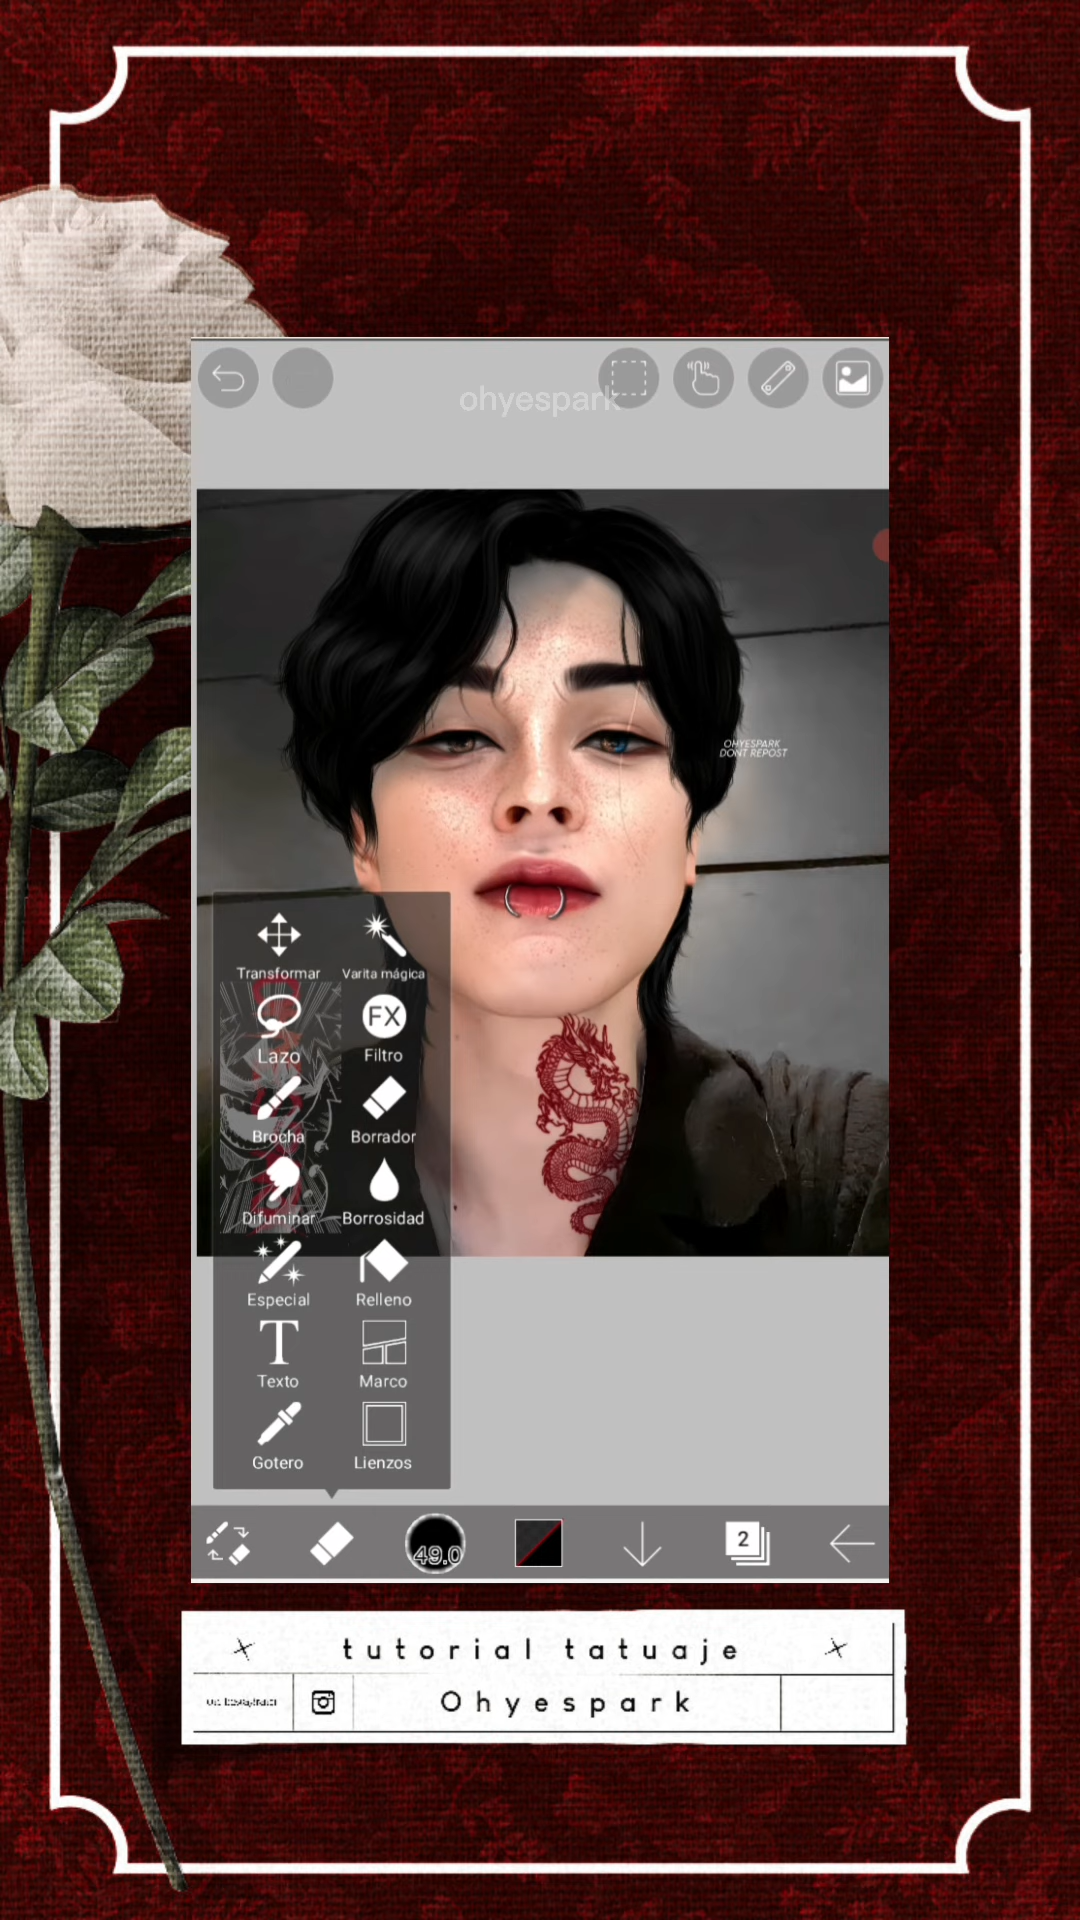 ohyespark
OHYESPARK
DONT REPOST
Transformar
Varita mágica
Lazo
FX
Filtro
Brocha
Borrador
Difuminar
Borrosidad
Especial
Relleno
T
Texto
Marco
Gotero
Lienzos
49.0
2
tutorial tatuaje
Ohyespark